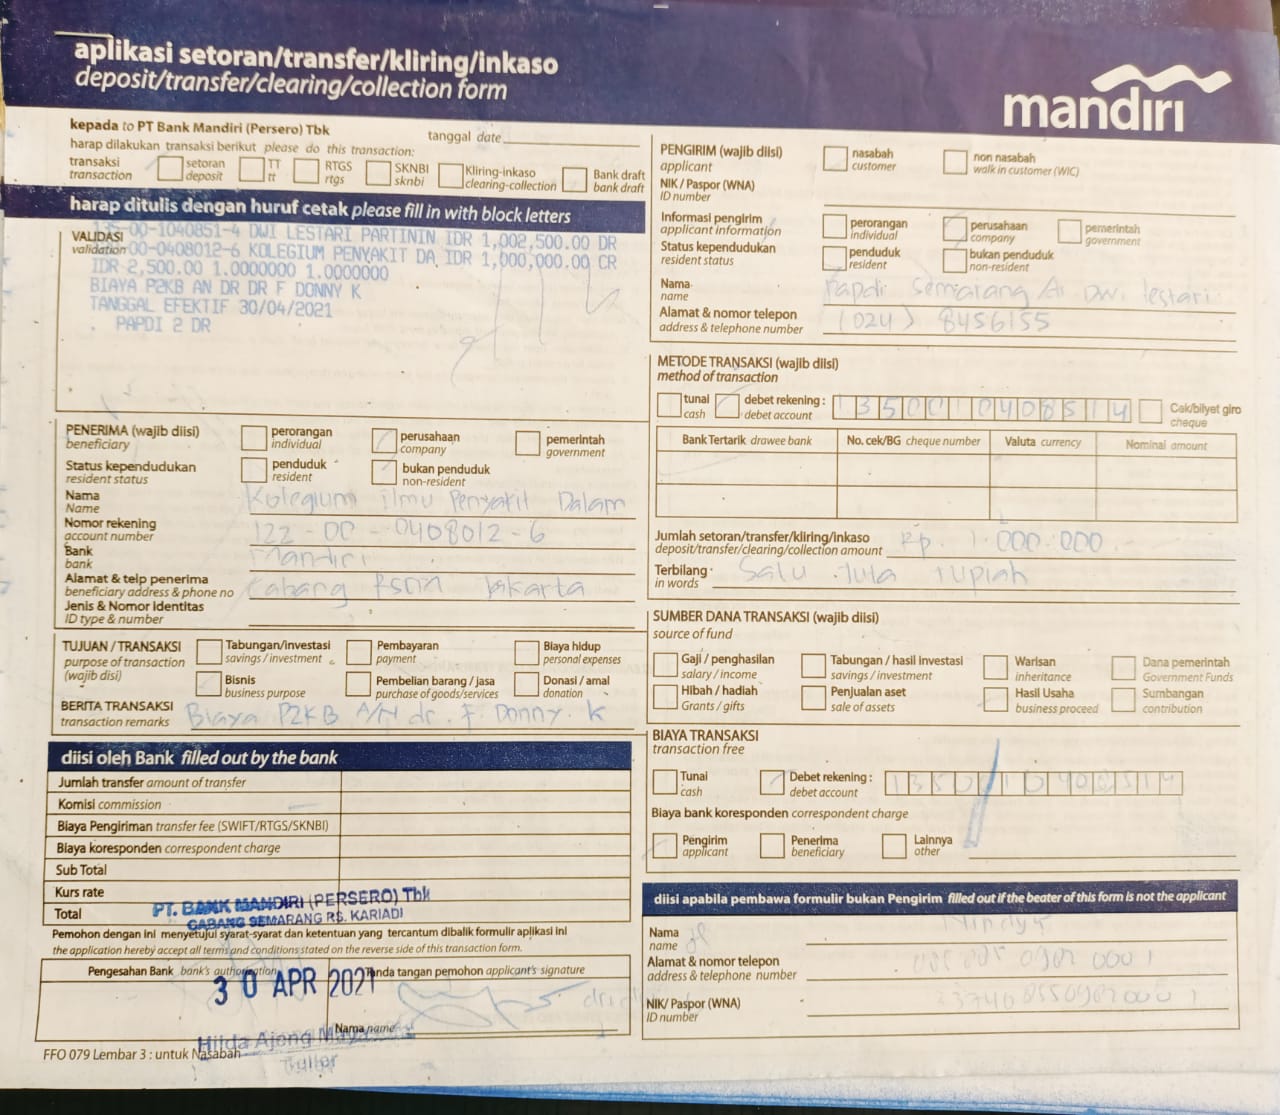 aplikasi setoran/transfer/kliring/inkaso
deposit/transfer/clearing/collection form
mandiri
kepada to PT Bank Mandiri (Persero) Tbk
tanggal date
harap dilakukan transaksi berikut please do this transaction:
transaksi
transaction
setoran
deposit
TT
tt
RTGS
rtgs
SKNBI
sknbi
Kliring-inkaso
clearing-collection
Bank draft
bank draft
harap ditulis dengan huruf cetak please fill in with block letters
VALIDASI
validation
00-1040851-4 DWI LESTARI PARTININ IDR 1,002,500.00 DR
00-0408012-6 KOLEGIUM PENYAKIT DA IDR 1,000,000.00 CR
IDR 2,500.00 1.0000000 1.0000000
BIAYA P2KB AN DR DR F DONNY K
TANGGAL EFEKTIF 30/04/2021
PAPDI 2 DR
PENERIMA (wajib diisi)
beneficiary
perorangan
individual
perusahaan
company
pemerintah
government
Status kependudukan
resident status
penduduk
resident
bukan penduduk
non-resident
Nama
Name
Kolegium ilmu Penyakit Dalam
Nomor rekening
account number
122-00-0408012-6
Bank
bank
Mandiri
Alamat & telp penerima
beneficiary address & phone no
Cabang RSCM Jakarta
Jenis & Nomor Identitas
ID type & number
TUJUAN / TRANSAKSI
purpose of transaction
(wajib disi)
Tabungan/investasi
savings / investment
Pembayaran
payment
Biaya hidup
personal expenses
Bisnis
business purpose
Pembelian barang / jasa
purchase of goods/services
Donasi / amal
donation
BERITA TRANSAKSI
transaction remarks
Biaya P2KB A/N dr. F. Donny. K
diisi oleh Bank filled out by the bank
Jumlah transfer amount of transfer
Komisi commission
Biaya Pengiriman transfer fee (SWIFT/RTGS/SKNBI)
Biaya koresponden correspondent charge
Sub Total
Kurs rate
Total
PT. BANK MANDIRI (PERSERO) Tbk
CABANG SEMARANG RS. KARIADI
Pemohon dengan ini menyetujui syarat-syarat dan ketentuan yang tercantum dibalik formulir aplikasi ini
the application hereby accept all terms and conditions stated on the reverse side of this transaction form.
Pengesahan Bank bank's authorization
Tanda tangan pemohon applicant's signature
30 APR 2021
Nama name
Hilda Ajeng
Teller
FFO 079 Lembar 3 : untuk Nasabah
PENGIRIM (wajib diisi)
applicant
nasabah
customer
non nasabah
walk in customer (WIC)
NIK / Paspor (WNA)
ID number
Informasi pengirim
applicant information
perorangan
individual
perusahaan
company
pemerintah
government
Status kependudukan
resident status
penduduk
resident
bukan penduduk
non-resident
Nama
name
Papdi Semarang Dwi lestari
Alamat & nomor telepon
address & telephone number
(024) 8456155
METODE TRANSAKSI (wajib diisi)
method of transaction
tunai
cash
debet rekening :
debet account
1350010408514
Cek/bilyet giro
cheque
Bank Tertarik drawee bank
No. cek/BG cheque number
Valuta currency
Nominal amount
Jumlah setoran/transfer/kliring/inkaso
deposit/transfer/clearing/collection amount
Rp. 1.000.000
Terbilang
in words
Satu Juta rupiah
SUMBER DANA TRANSAKSI (wajib diisi)
source of fund
Gaji / penghasilan
salary / income
Tabungan / hasil investasi
savings / investment
Warisan
inheritance
Dana pemerintah
Government Funds
Hibah / hadiah
Grants / gifts
Penjualan aset
sale of assets
Hasil Usaha
business proceed
Sumbangan
contribution
BIAYA TRANSAKSI
transaction free
Tunai
cash
Debet rekening :
debet account
Biaya bank koresponden correspondent charge
Pengirim
applicant
Penerima
beneficiary
Lainnya
other
diisi apabila pembawa formulir bukan Pengirim filled out if the beater of this form is not the applicant
Nama
name
Alamat & nomor telepon
address & telephone number
NIK/ Paspor (WNA)
ID number